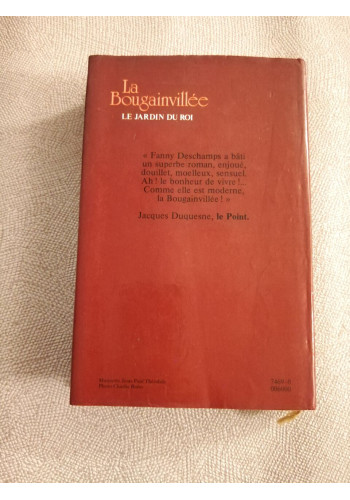 La
Bougainvillée
LE JARDIN DU ROI
« Fanny Deschamps a bâti
un superbe roman, enjoué,
douillet, moelleux, sensuel.
Ah ! le bonheur de vivre !...
Comme elle est moderne,
la Bougainvillée ! »
Jacques Duquesne, le Point.